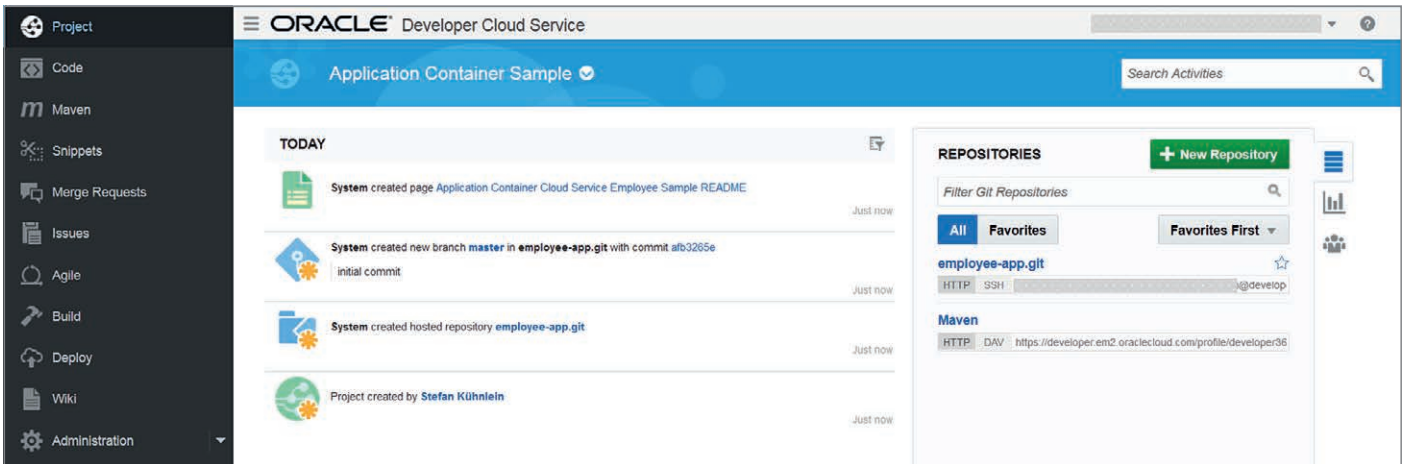 Project
Code
Maven
Snippets
Merge Requests
Issues
Agile
Build
Deploy
Wiki
Administration
ORACLE® Developer Cloud Service
Application Container Sample
Search Activities
TODAY
System created page Application Container Cloud Service Employee Sample README
Just now
System created new branch master in employee-app.git with commit afb3265e
initial commit
Just now
System created hosted repository employee-app.git
Just now
Project created by Stefan Kühnlein
Just now
REPOSITORIES
New Repository
Filter Git Repositories
All Favorites Favorites First
employee-app.git
HTTP SSH @develop
Maven
HTTP DAV https://developer.em2.oraclecloud.com/profile/developer36